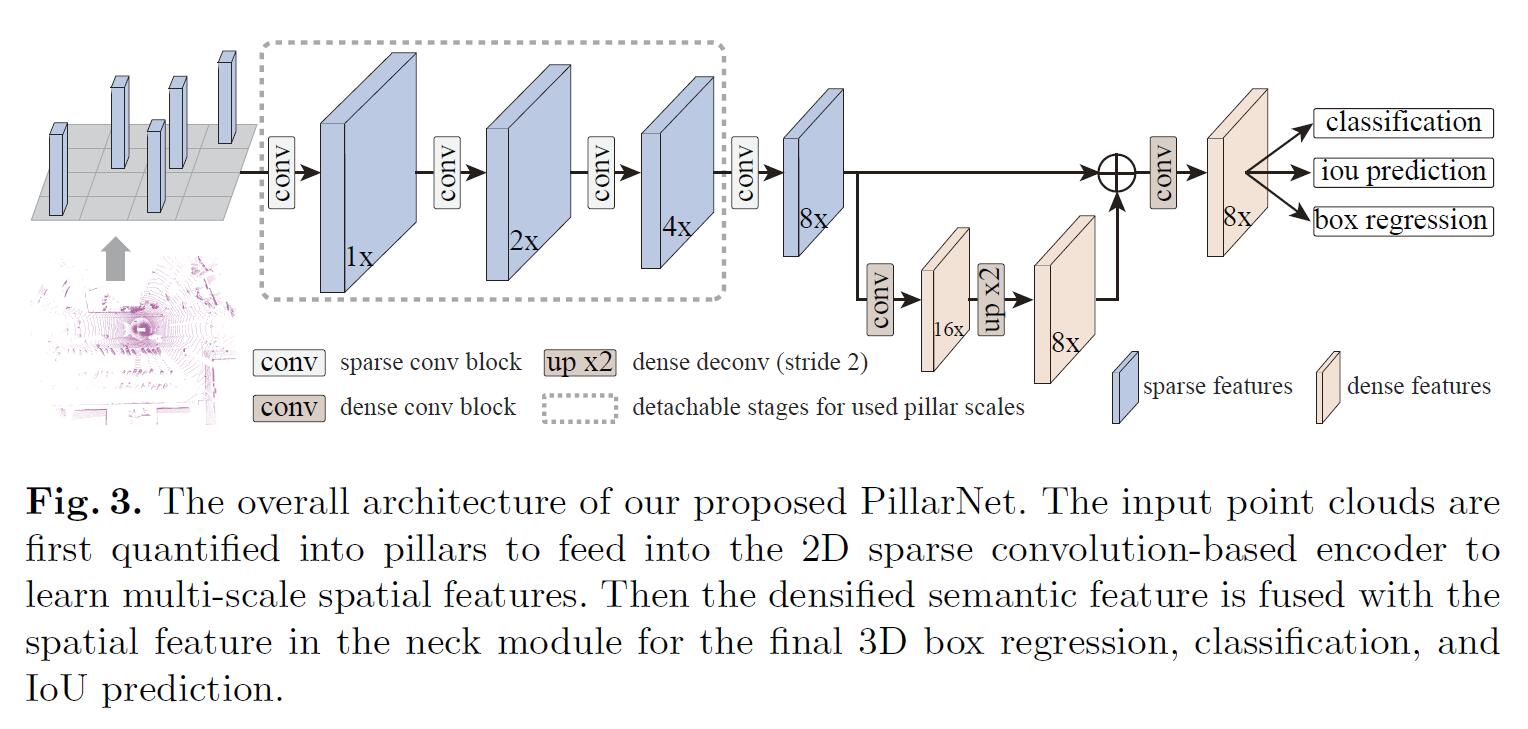 conv
1x
conv
2x
conv
4x
conv
8x
conv
16x
up x2
8x
conv
8x
classification
iou prediction
box regression
conv sparse conv block
up x2 dense deconv (stride 2)
conv dense conv block
detachable stages for used pillar scales
sparse features
dense features
Fig. 3. The overall architecture of our proposed PillarNet. The input point clouds are
first quantified into pillars to feed into the 2D sparse convolution-based encoder to
learn multi-scale spatial features. Then the densified semantic feature is fused with the
spatial feature in the neck module for the final 3D box regression, classification, and
IoU prediction.